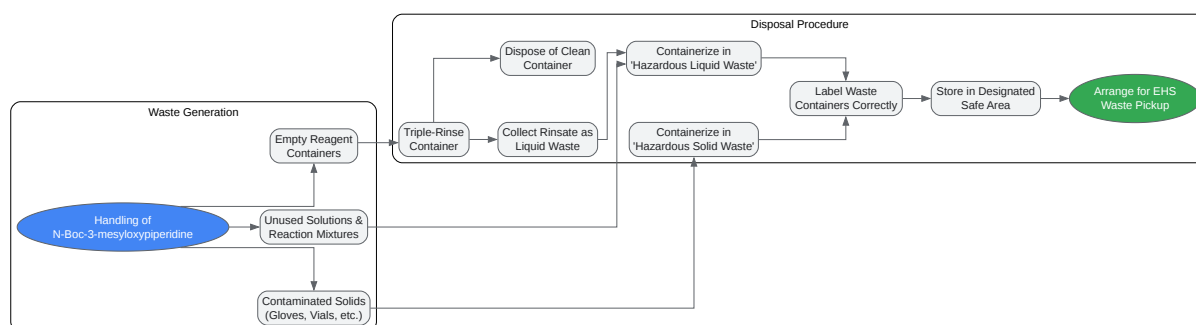 Disposal Procedure
Dispose of Clean
Container
Containerize in
'Hazardous Liquid Waste'
Label Waste
Containers Correctly
Store in Designated
Safe Area
Arrange for EHS
Waste Pickup
Waste Generation
Empty Reagent
Containers
Triple-Rinse
Container
Collect Rinsate as
Liquid Waste
Containerize in
'Hazardous Solid Waste'
Handling of
N-Boc-3-mesyloxypiperidine
Unused Solutions &
Reaction Mixtures
Contaminated Solids
(Gloves, Vials, etc.)